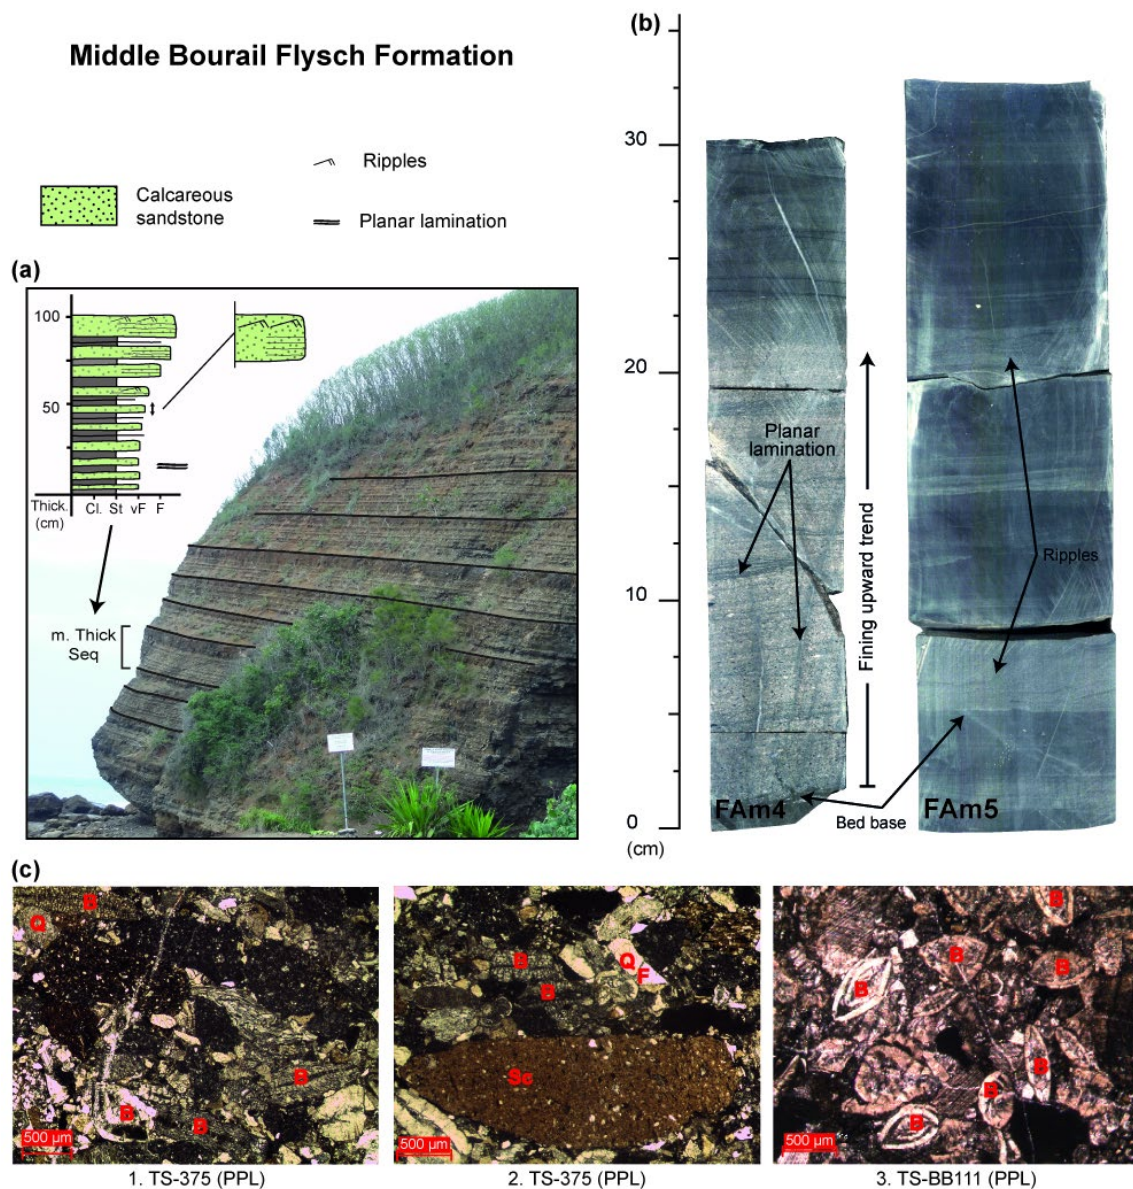 Middle Bourail Flysch Formation
Ripples
Calcareous
sandstone
Planar lamination
(a)
100
50
Thick.
(cm)
Cl. St vF F
m. Thick
Seq
(b)
30
20
10
0
(cm)
Planar
lamination
Fining upward trend
Ripples
Bed base
FAm4
FAm5
(c)
B
Q
B
B
B
500 µm
1. TS-375 (PPL)
B
Q
F
B
Sc
500 µm
2. TS-375 (PPL)
B
B
B
B
B
B
B
500 µm
3. TS-BB111 (PPL)